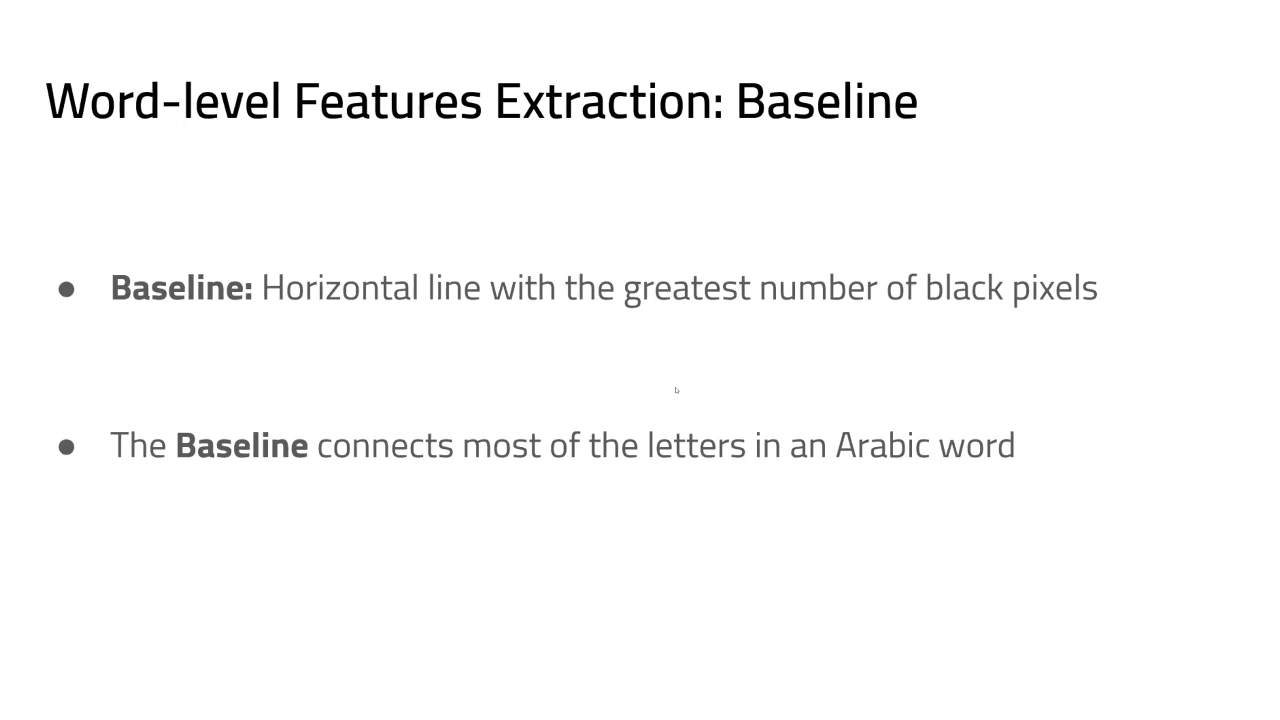 Word-level Features Extraction: Baseline
● Baseline: Horizontal line with the greatest number of black pixels
● The Baseline connects most of the letters in an Arabic word